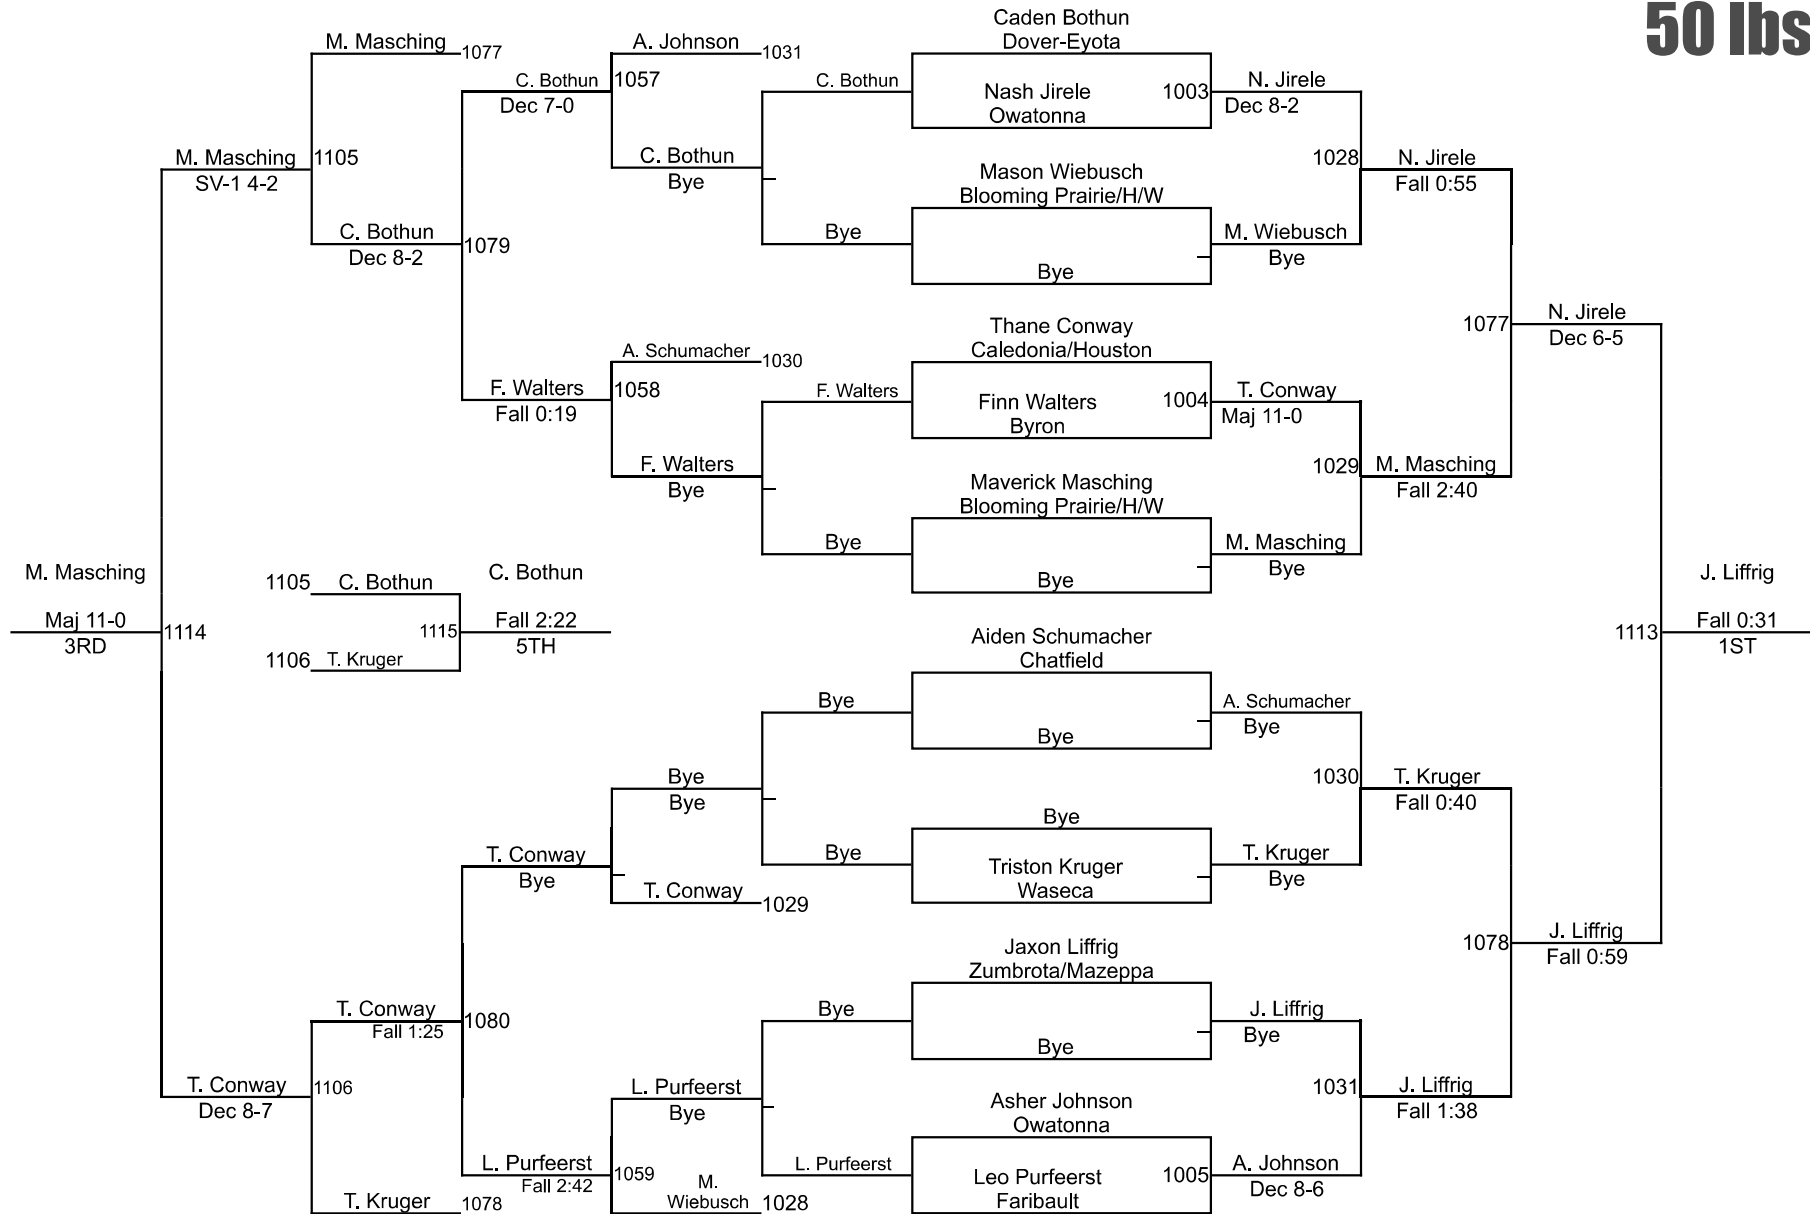 50 lbs
Caden Bothun
Dover-Eyota
M. Masching 1077
A. Johnson 1031
C. Bothun 1057
Dec 7-0
C. Bothun
Nash Jirele 1003
Owatonna
N. Jirele
Dec 8-2
M. Masching 1105
SV-1 4-2
C. Bothun
Bye
Mason Wiebusch
Blooming Prairie/H/W
1028 N. Jirele
Fall 0:55
C. Bothun 1079
Dec 8-2
Bye
Bye
M. Wiebusch
Bye
Thane Conway
Caledonia/Houston
1077 N. Jirele
Dec 6-5
A. Schumacher 1030
F. Walters 1058
Fall 0:19
F. Walters
Finn Walters 1004
Byron
T. Conway
Maj 11-0
F. Walters
Bye
Maverick Masching
Blooming Prairie/H/W
1029 M. Masching
Fall 2:40
Bye
Bye
M. Masching
Bye
M. Masching
Maj 11-0 1114
3RD
1105 C. Bothun
1106 T. Kruger
1115
C. Bothun
Fall 2:22
5TH
J. Liffrig
1113 Fall 0:31
1ST
Aiden Schumacher
Chatfield
Bye
Bye
A. Schumacher
Bye
Bye
Bye
1030 T. Kruger
Fall 0:40
Bye
Bye
Triston Kruger
Waseca
T. Kruger
Bye
T. Conway
Bye
T. Conway 1029
Jaxon Liffrig
Zumbrota/Mazeppa
1078 J. Liffrig
Fall 0:59
T. Conway 1080
Fall 1:25
Bye
Bye
J. Liffrig
Bye
T. Conway 1106
Dec 8-7
L. Purfeerst
Bye
Asher Johnson
Owatonna
1031 J. Liffrig
Fall 1:38
L. Purfeerst 1059
Fall 2:42
L. Purfeerst
Leo Purfeerst 1005
Faribault
A. Johnson
Dec 8-6
T. Kruger 1078
M.
Wiebusch 1028